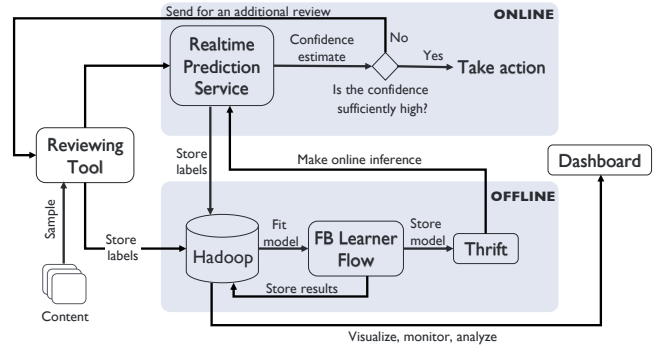 Send for an additional review
ONLINE
Realtime
Prediction
Service
Confidence
estimate
No
Yes
Take action
Is the confidence
sufficiently high?
Reviewing
Tool
Store
labels
Make online inference
Dashboard
OFFLINE
Sample
Store
labels
Hadoop
Fit
model
FB Learner
Flow
Store
model
Thrift
Store results
Content
Visualize, monitor, analyze